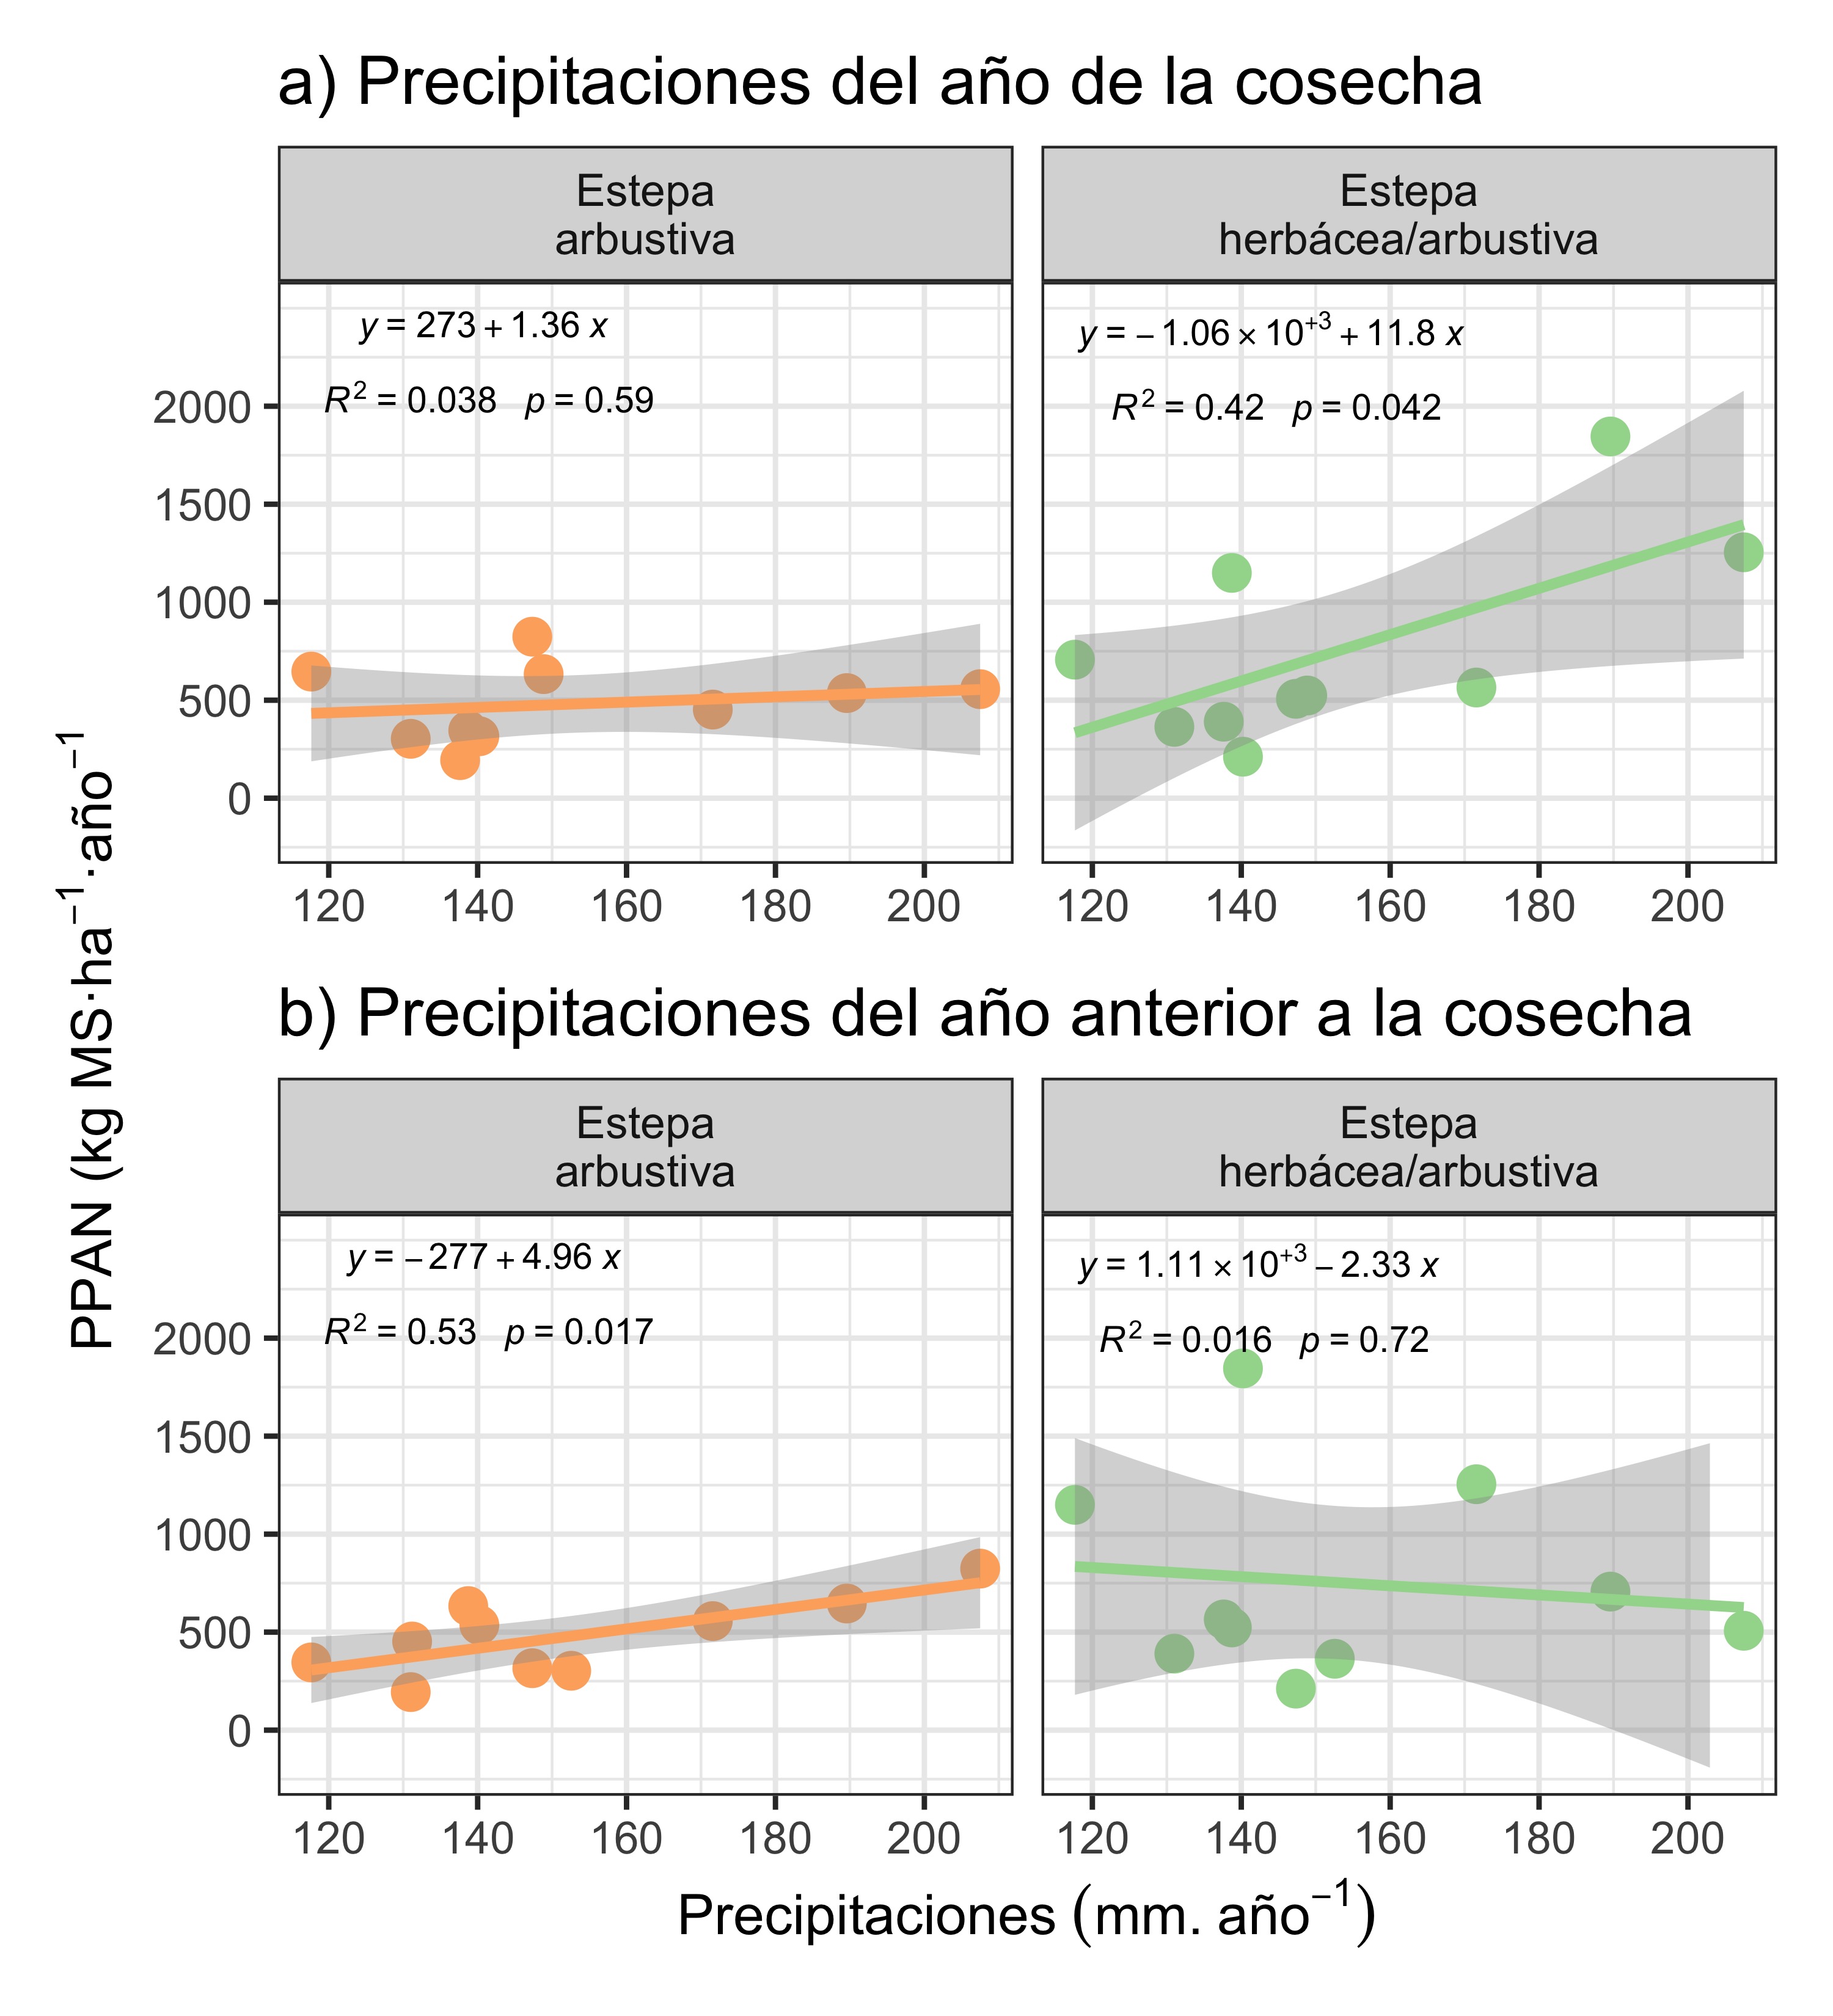 a) Precipitaciones del año de la cosecha
Estepa
arbustiva
Estepa
herbácea/arbustiva
y = 273 + 1.36 x
R² = 0.038 p = 0.59
y = − 1.06 × 10⁺³ + 11.8 x
R² = 0.42 p = 0.042
2000
1500
1000
500
0
120 140 160 180 200
120 140 160 180 200
PPAN (kg MS·ha⁻¹·año⁻¹
b) Precipitaciones del año anterior a la cosecha
Estepa
arbustiva
Estepa
herbácea/arbustiva
y = −277 + 4.96 x
R² = 0.53 p = 0.017
y = 1.11 × 10⁺³ − 2.33 x
R² = 0.016 p = 0.72
2000
1500
1000
500
0
120 140 160 180 200
120 140 160 180 200
Precipitaciones (mm. año⁻¹)